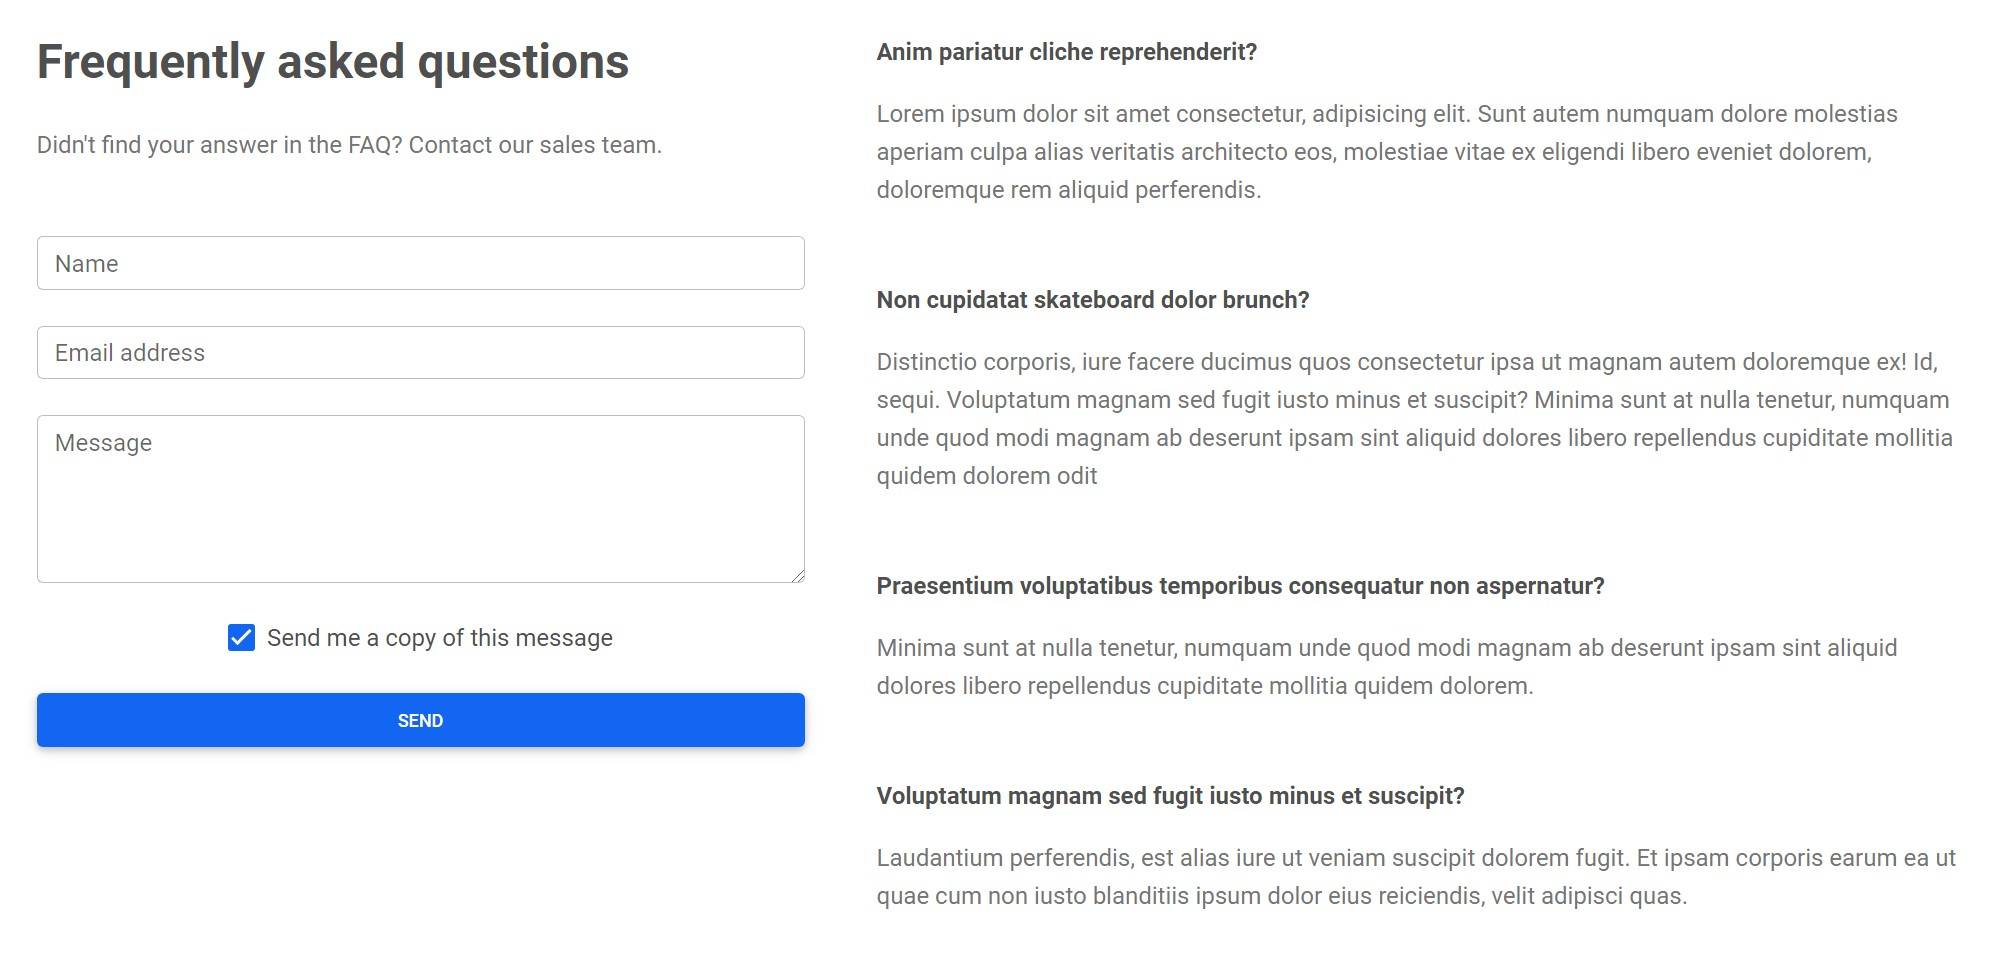 Frequently asked questions
Didn't find your answer in the FAQ? Contact our sales team.
Name
Email address
Message
Send me a copy of this message
SEND
Anim pariatur cliche reprehenderit?
Lorem ipsum dolor sit amet consectetur, adipisicing elit. Sunt autem numquam dolore molestias
aperiam culpa alias veritatis architecto eos, molestiae vitae ex eligendi libero eveniet dolorem,
doloremque rem aliquid perferendis.
Non cupidatat skateboard dolor brunch?
Distinctio corporis, iure facere ducimus quos consectetur ipsa ut magnam autem doloremque ex! Id,
sequi. Voluptatum magnam sed fugit iusto minus et suscipit? Minima sunt at nulla tenetur, numquam
unde quod modi magnam ab deserunt ipsam sint aliquid dolores libero repellendus cupiditate mollitia
quidem dolorem odit
Praesentium voluptatibus temporibus consequatur non aspernatur?
Minima sunt at nulla tenetur, numquam unde quod modi magnam ab deserunt ipsam sint aliquid
dolores libero repellendus cupiditate mollitia quidem dolorem.
Voluptatum magnam sed fugit iusto minus et suscipit?
Laudantium perferendis, est alias iure ut veniam suscipit dolorem fugit. Et ipsam corporis earum ea ut
quae cum non iusto blanditiis ipsum dolor eius reiciendis, velit adipisci quas.